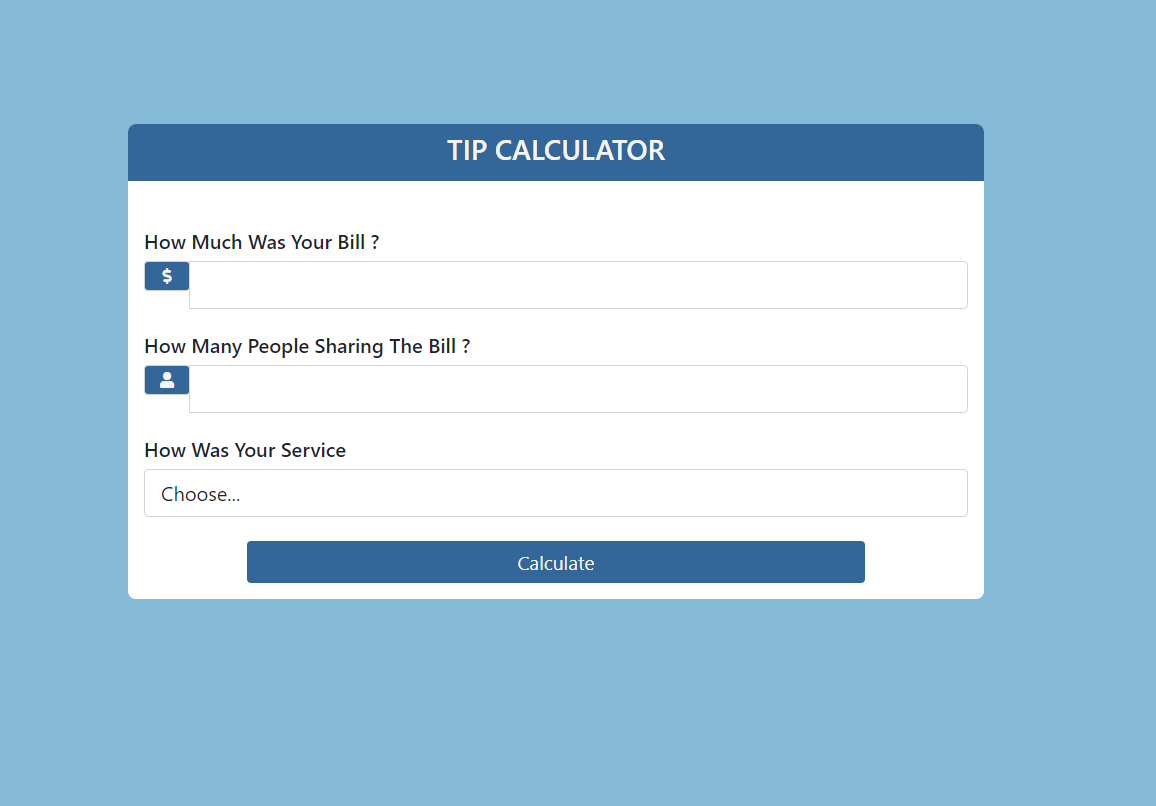 TIP CALCULATOR
How Much Was Your Bill ?
$
How Many People Sharing The Bill ?
How Was Your Service
Choose...
Calculate